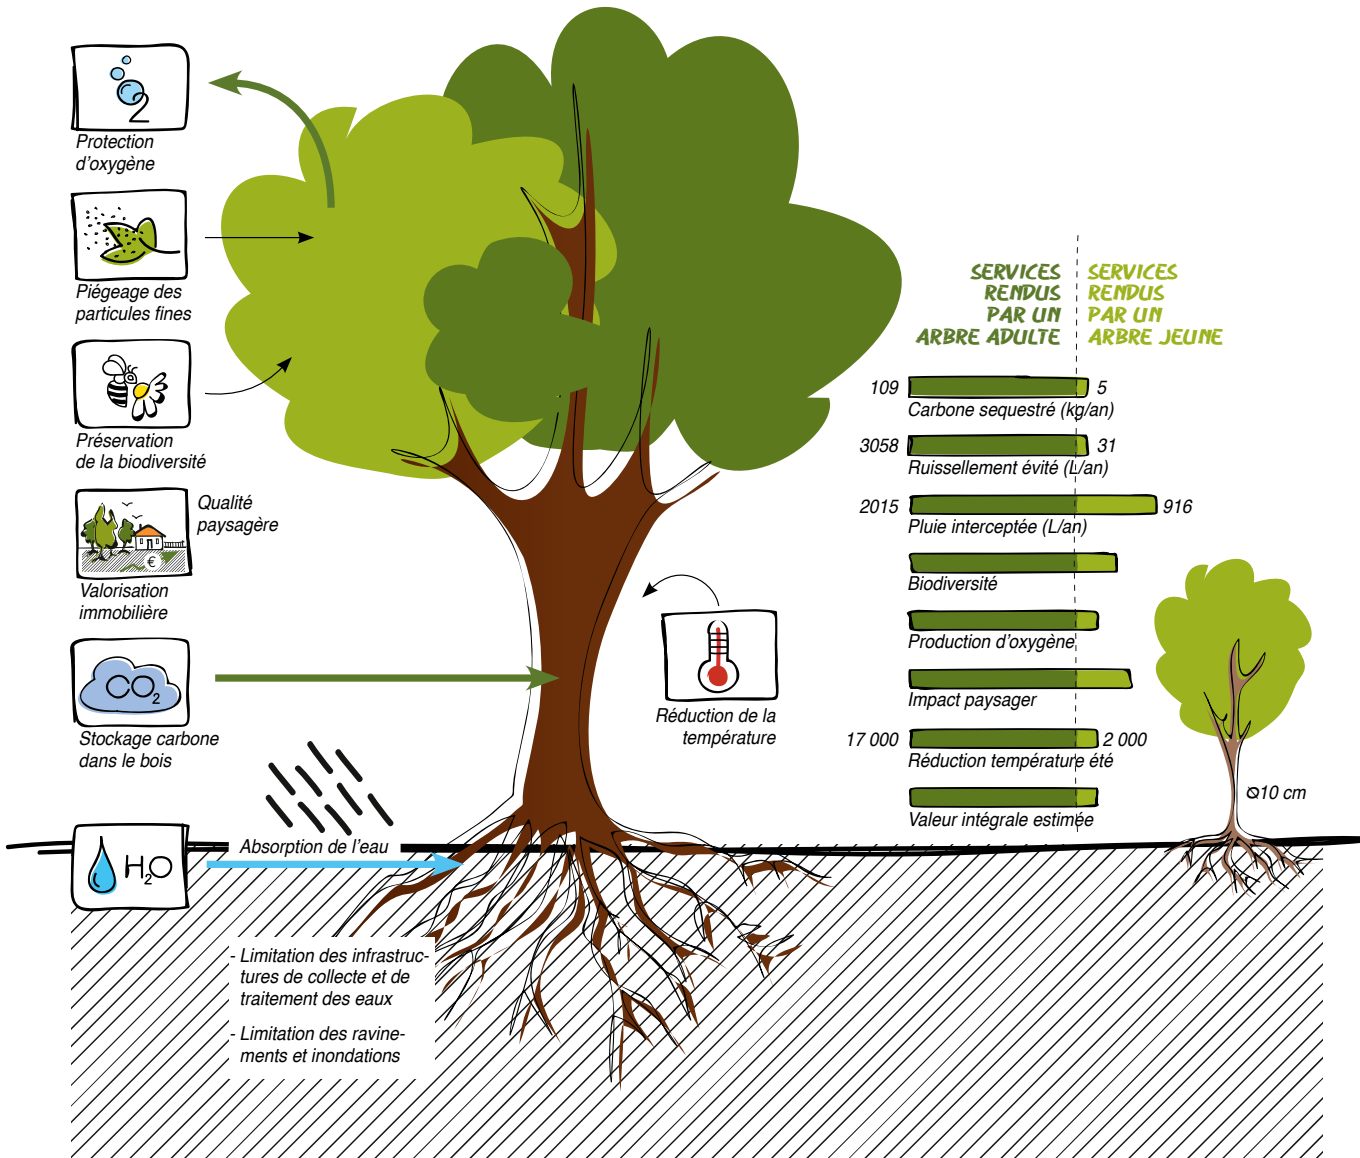 2
Protection
d'oxygène
Piégeage des
particules fines
Préservation
de la biodiversité
Qualité
paysagère
€
Valorisation
immobilière
CO2
Stockage carbone
dans le bois
H2O
Absorption de l'eau
- Limitation des infrastruc-
tures de collecte et de
traitement des eaux
- Limitation des ravine-
ments et inondations
Réduction de la
température
SERVICES
RENDUS
PAR UN
ARBRE ADULTE
SERVICES
RENDUS
PAR UN
ARBRE JEUNE
109 5
Carbone sequestré (kg/an)
3058 31
Ruissellement évité (L/an)
2015 916
Pluie interceptée (L/an)
Biodiversité
Production d'oxygène
Impact paysager
17 000 2 000
Réduction température été
Valeur intégrale estimée
⌀10 cm